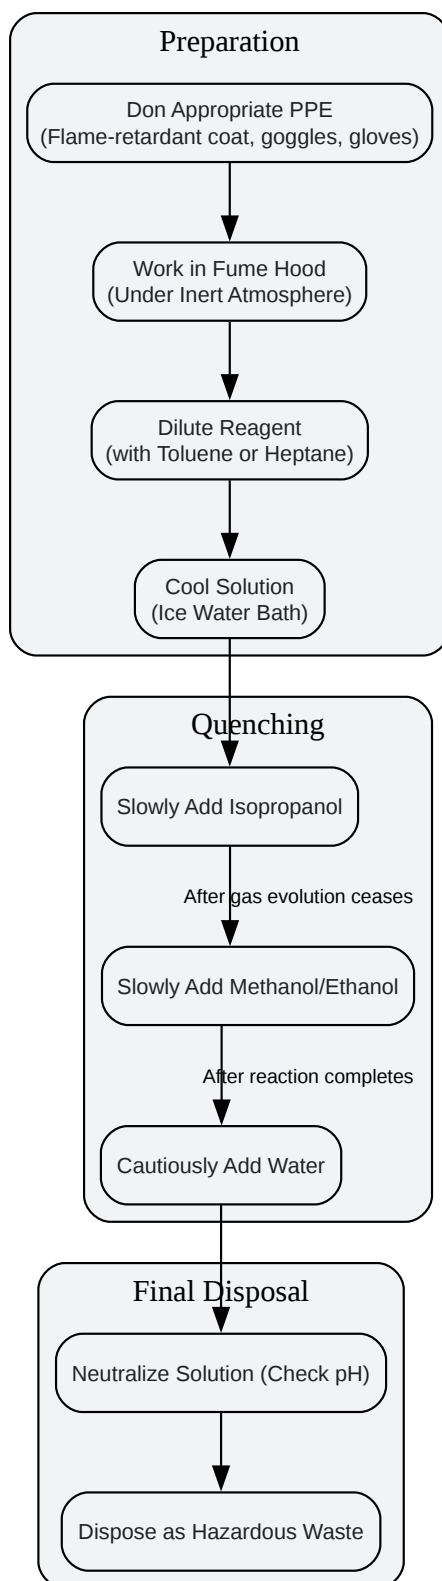 Preparation
Don Appropriate PPE
(Flame-retardant coat, goggles, gloves)
Work in Fume Hood
(Under Inert Atmosphere)
Dilute Reagent
(with Toluene or Heptane)
Cool Solution
(Ice Water Bath)
Quenching
Slowly Add Isopropanol
After gas evolution ceases
Slowly Add Methanol/Ethanol
After reaction completes
Cautiously Add Water
Final Disposal
Neutralize Solution (Check pH)
Dispose as Hazardous Waste